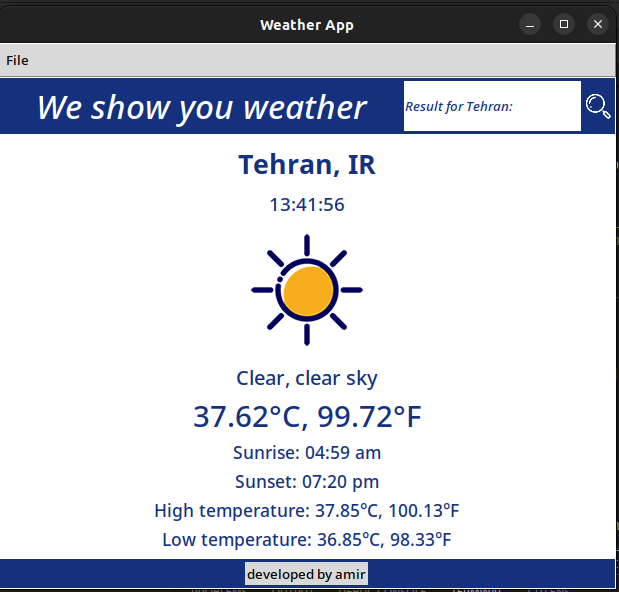 Weather App
File
We show you weather
Result for Tehran:
Tehran, IR
13:41:56
Clear, clear sky
37.62°C, 99.72°F
Sunrise: 04:59 am
Sunset: 07:20 pm
High temperature: 37.85°C, 100.13°F
Low temperature: 36.85°C, 98.33°F
developed by amir